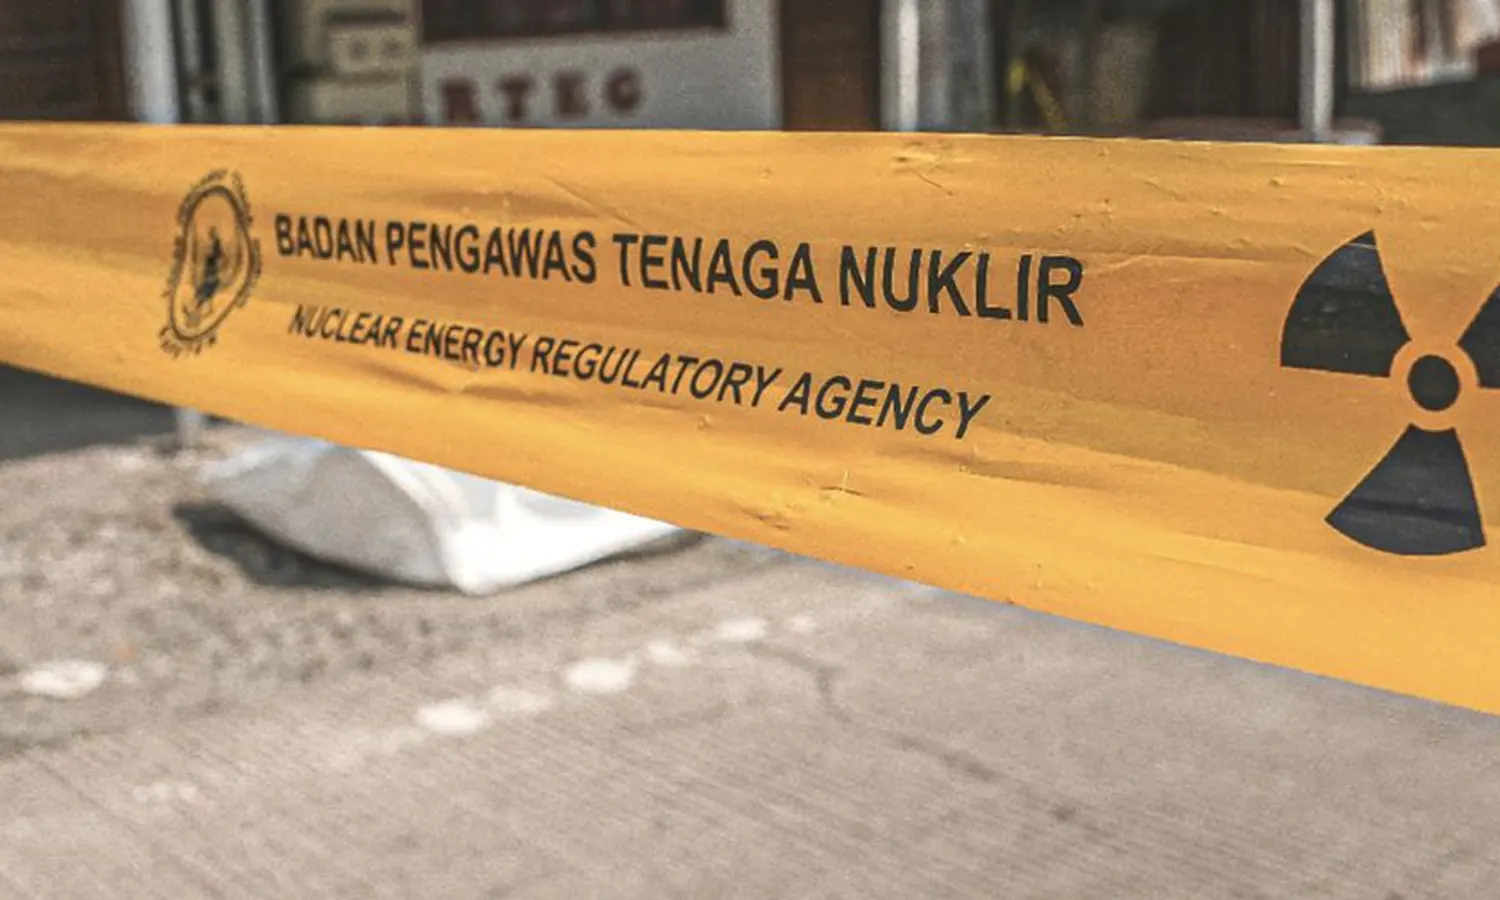 BADAN PENGAWAS TENAGA NUKLIR
NUCLEAR ENERGY REGULATORY AGENCY